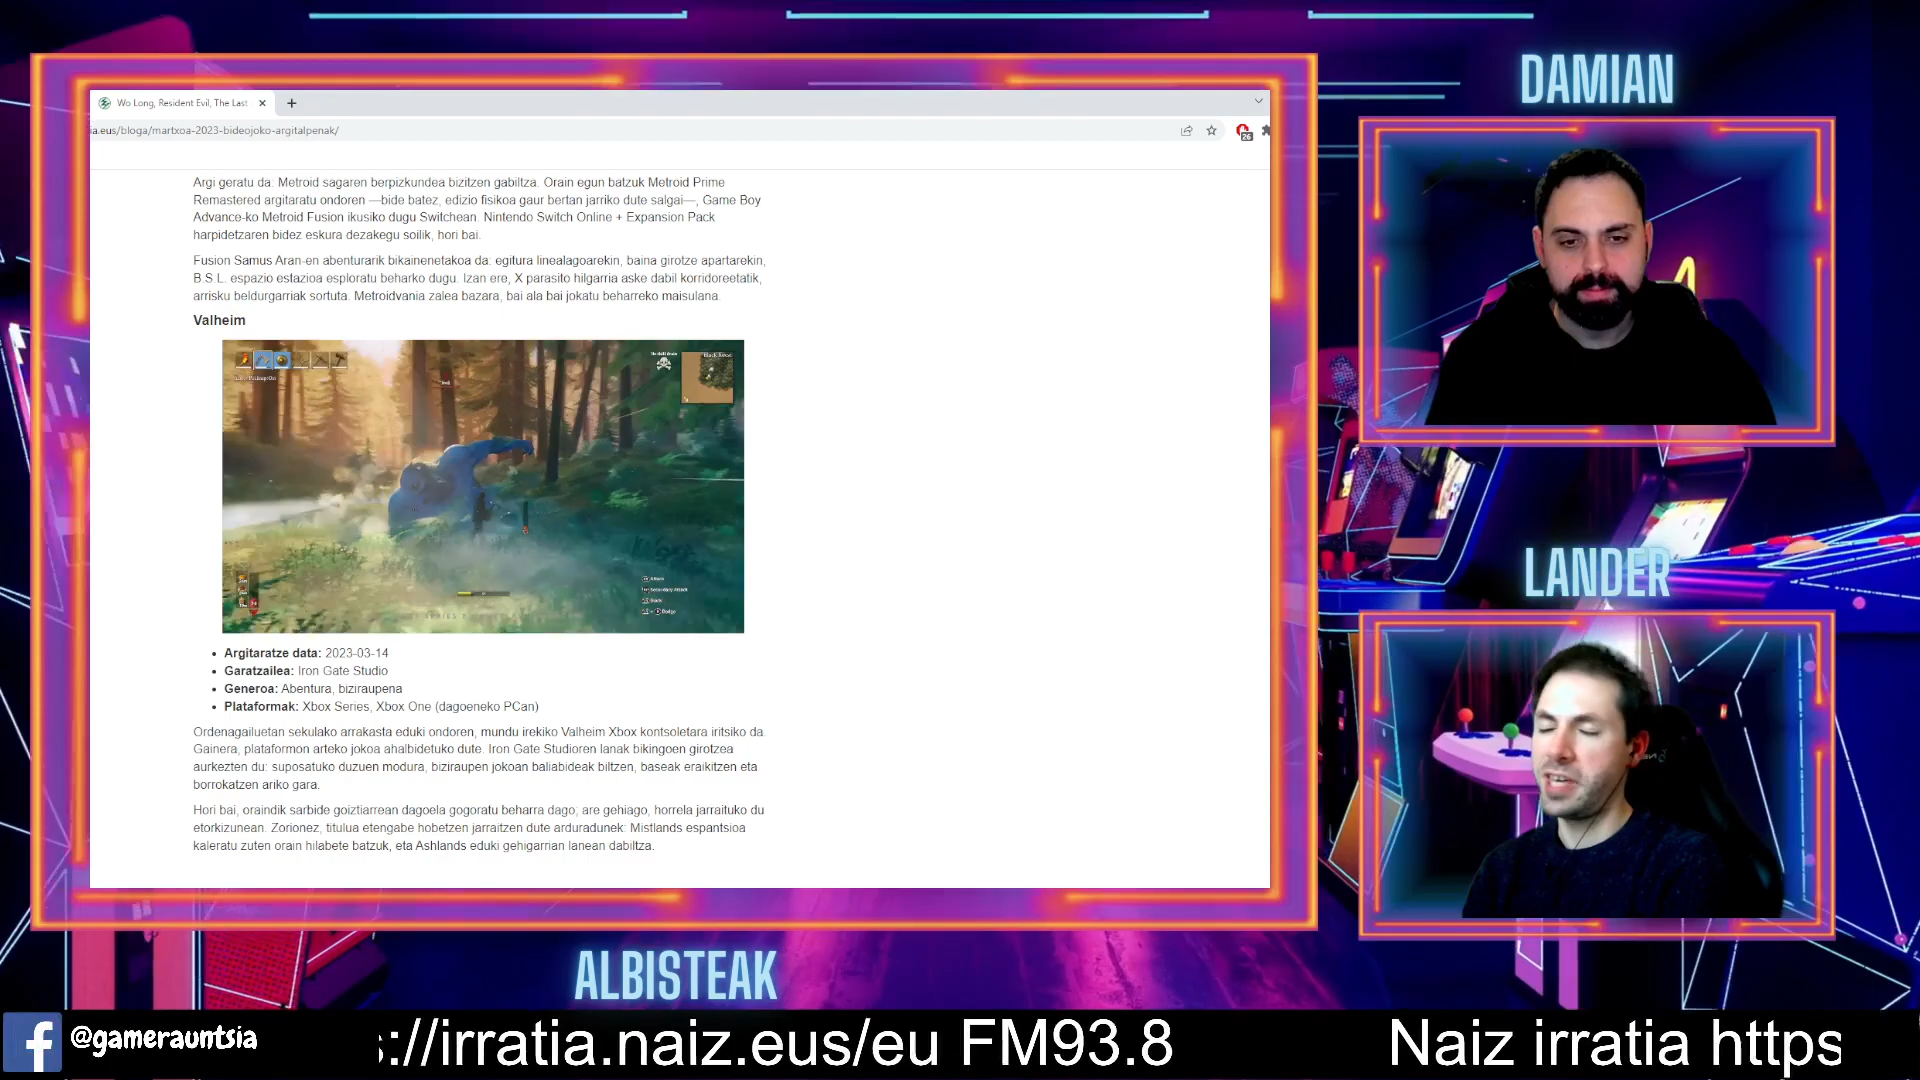 DAMIAN
Wo Long, Resident Evil, The Last
ia.eus/bloga/martxoa-2023-bideojoko-argitalpenak/
26
Argi geratu da. Metroid sagaren berpizkundea bizitzen gabiltza. Orain egun batzuk Metroid Prime
Remastered argitaratu ondoren —bide batez, edizio fisikoa gaur bertan jarriko dute salgai—, Game Boy
Advance-ko Metroid Fusion ikusiko dugu Switchean. Nintendo Switch Online + Expansion Pack
harpidetzaren bidez eskura dezakegu soilik, hori bai.
Fusion Samus Aran-en abenturarik bikainenetakoa da: egitura linealagoarekin, baina girotze apartarekin,
B.S.L. espazio estazioa esploratu beharko dugu. Izan ere, X parasito hilgarria aske dabil korridoreetatik,
arrisku beldurgarriak sortuta. Metroidvania zalea bazara, bai ala bai jokatu beharreko maisulana.
Valheim
Black Forest
Attack
Secondary Attack
Block
Dodge
Argitaratze data: 2023-03-14
Garatzailea: Iron Gate Studio
Generoa: Abentura, biziraupena
Plataformak: Xbox Series, Xbox One (dagoeneko PCan)
Ordenagailuetan sekulako arrakasta eduki ondoren, mundu irekiko Valheim Xbox kontsoletara iritsiko da.
Gainera, plataformon arteko jokoa ahalbidetuko dute. Iron Gate Studioren lanak bikingoen girotzea
aurkezten du: suposatuko duzuen modura, biziraupen jokoan baliabideak biltzen, baseak eraikitzen eta
borrokatzen ariko gara.
Hori bai, oraindik sarbide goiztiarrean dagoela gogoratu beharra dago; are gehiago, horrela jarraituko du
etorkizunean. Zorionez, titulua etengabe hobetzen jarraitzen dute arduradunek: Mistlands espantsioa
kaleratu zuten orain hilabete batzuk, eta Ashlands eduki gehigarrian lanean dabiltza.
LANDER
ALBISTEAK
@gamerauntsia
s://irratia.naiz.eus/eu FM93.8
Naiz irratia https